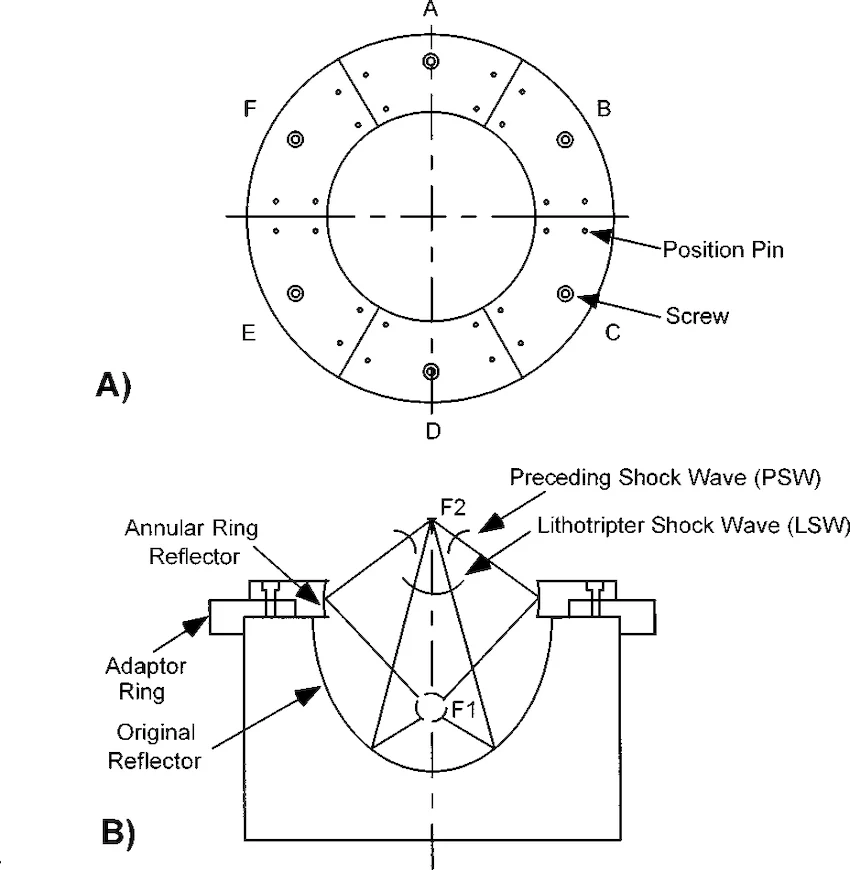 A
F
B
Position Pin
Screw
E
C
A)
D
Preceding Shock Wave (PSW)
F2
Lithotripter Shock Wave (LSW)
Annular Ring
Reflector
Adaptor
Ring
F1
Original
Reflector
B)